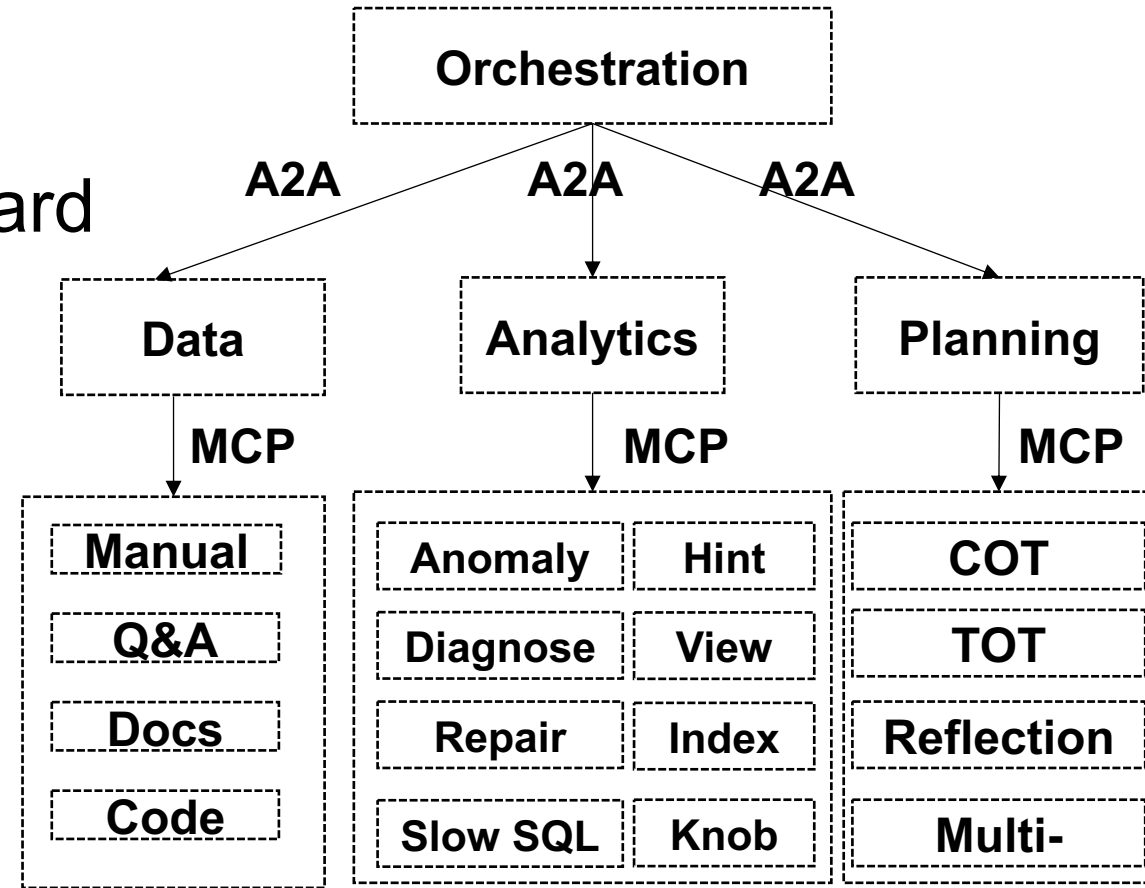 Orchestration
A2A A2A A2A
ard
Data Analytics Planning
MCP MCP MCP
Manual Anomaly Hint COT
Q&A Diagnose View TOT
Docs Repair Index Reflection
Code Slow SQL Knob Multi-